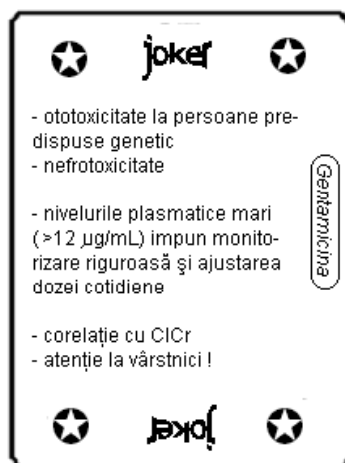 joker
- ototoxicitate la persoane pre-
dispuse genetic
- nefrotoxicitate
- nivelurile plasmatice mari
(>12 µg/mL) impun monito-
rizare riguroasă şi ajustarea
dozei cotidiene
- corelaţie cu ClCr
- atenţie la vârstnici !
Gentamicina
joker